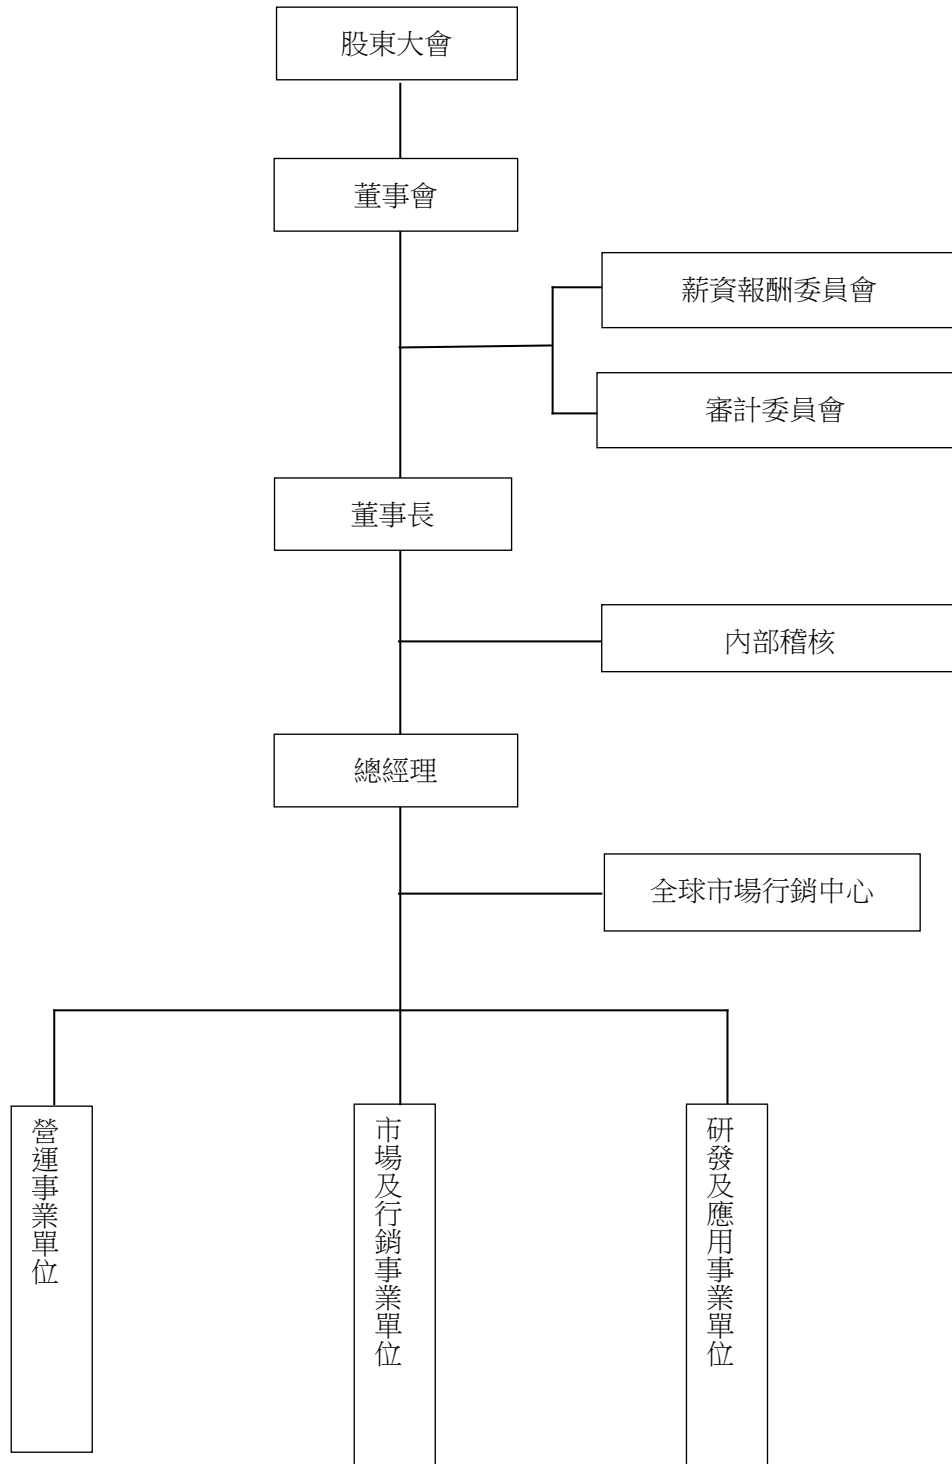 股東大會
董事會
薪資報酬委員會
審計委員會
董事長
內部稽核
總經理
全球市場行銷中心
營運事業單位
市場及行銷事業單位
研發及應用事業單位